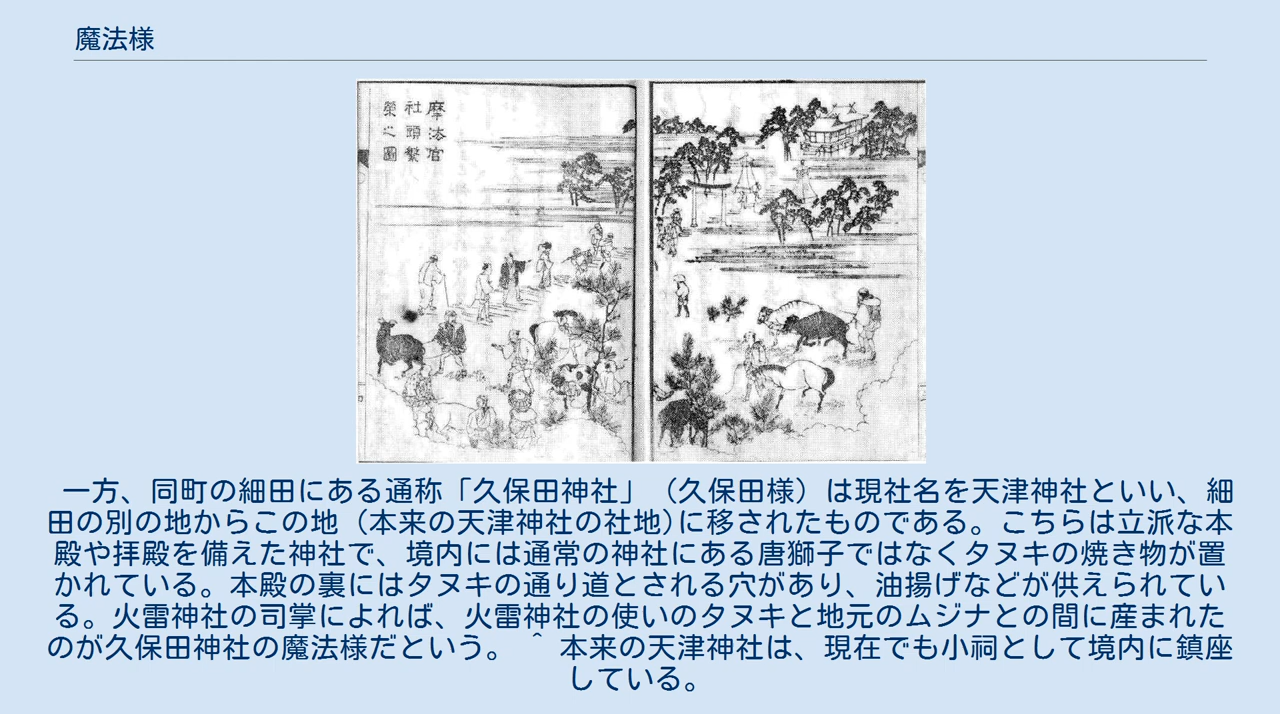 魔法様
摩法宮
社頭繁
榮之圖
一方、同町の細田にある通称「久保田神社」（久保田様）は現社名を天津神社といい、細
田の別の地からこの地（本来の天津神社の社地)に移されたものである。こちらは立派な本
殿や拝殿を備えた神社で、境内には通常の神社にある唐獅子ではなくタヌキの焼き物が置
かれている。本殿の裏にはタヌキの通り道とされる穴があり、油揚げなどが供えられてい
る。火雷神社の司掌によれば、火雷神社の使いのタヌキと地元のムジナとの間に産まれた
のが久保田神社の魔法様だという。 ＾ 本来の天津神社は、現在でも小祠として境内に鎮座
している。